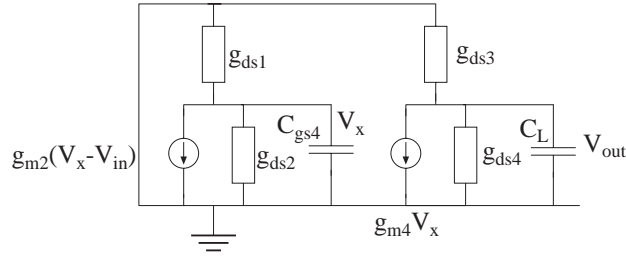 g_ds1
g_ds3
C_gs4
V_x
C_L
g_m2(V_x-V_in)
g_ds2
g_ds4
V_out
g_m4V_x